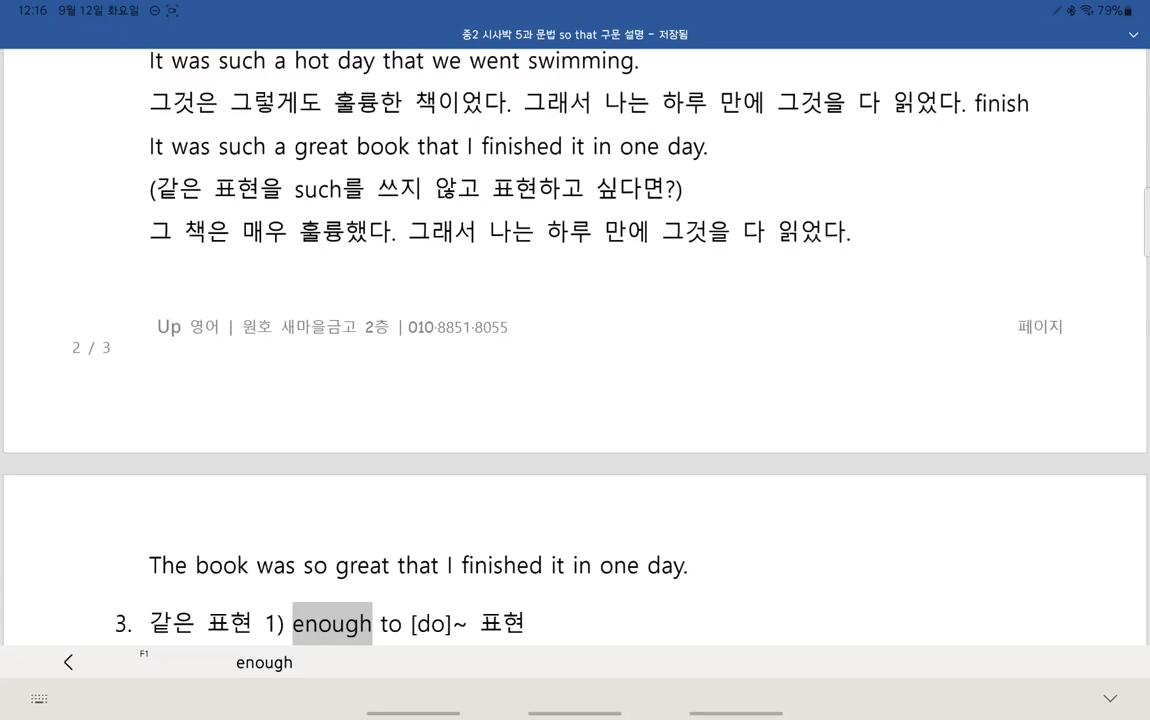 12:16 9월 12일 화요일 79%
중2 시사박 5과 문법 so that 구문 설명 - 저장됨
It was such a hot day that we went swimming.
그것은 그렇게도 훌륭한 책이었다. 그래서 나는 하루 만에 그것을 다 읽었다. finish
It was such a great book that I finished it in one day.
(같은 표현을 such를 쓰지 않고 표현하고 싶다면?)
그 책은 매우 훌륭했다. 그래서 나는 하루 만에 그것을 다 읽었다.
Up 영어 | 원호 새마을금고 2층 | 010-8851-8055 페이지
2 / 3
The book was so great that I finished it in one day.
3. 같은 표현 1) enough to [do]~ 표현
F1 enough